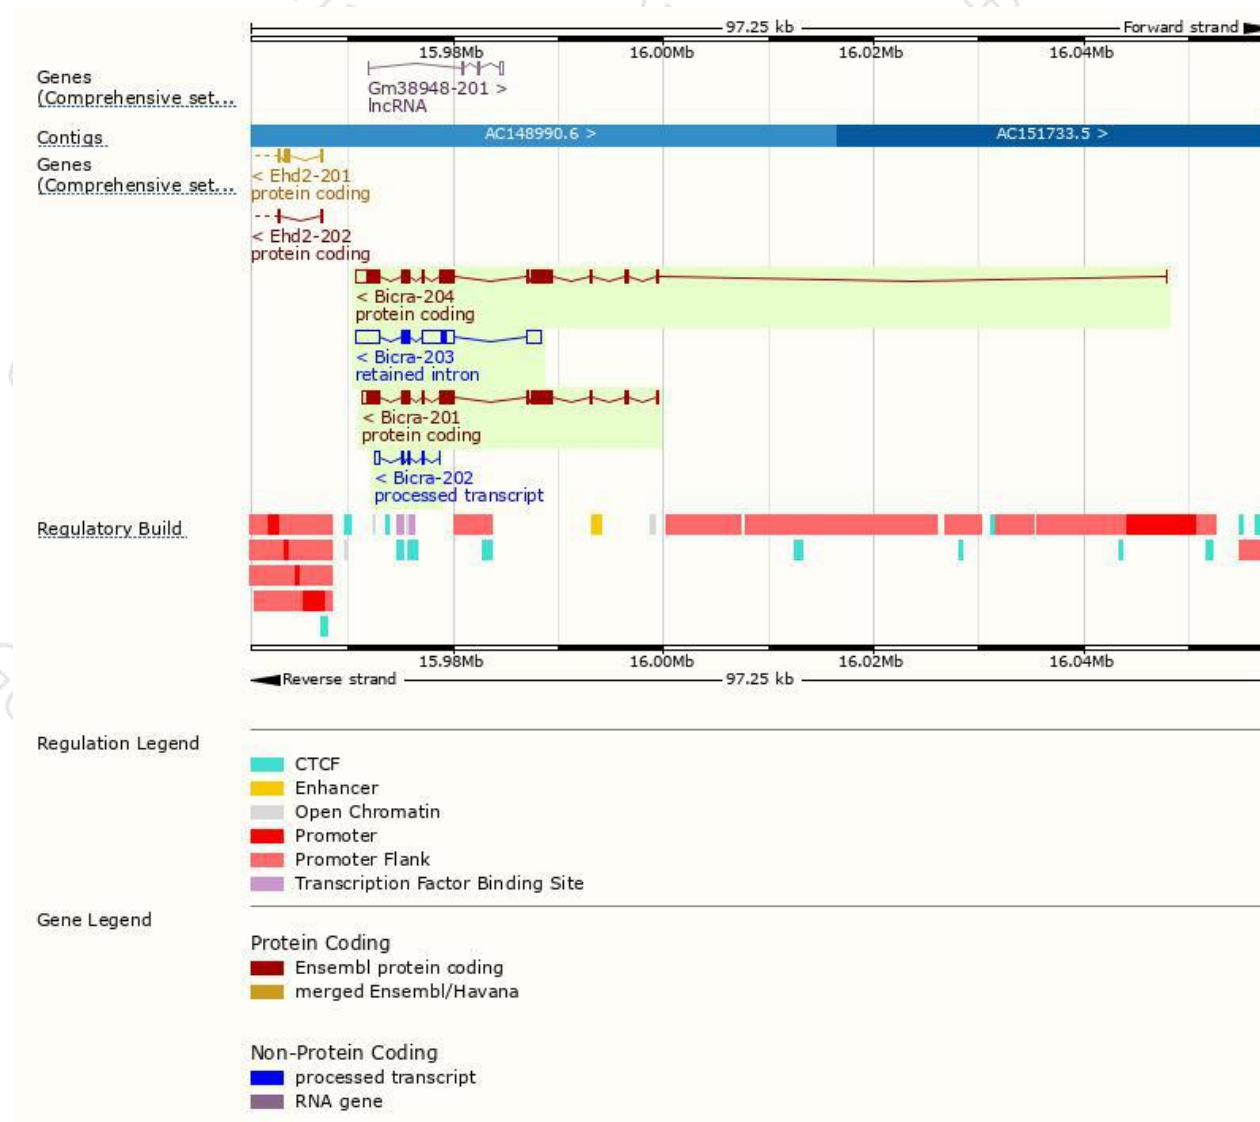 97.25 kb Forward strand
15.98Mb 16.00Mb 16.02Mb 16.04Mb
Genes
(Comprehensive set...
Gm38948-201 >
lncRNA
Contigs
AC148990.6 > AC151733.5 >
Genes
(Comprehensive set...
< Ehd2-201
protein coding
< Ehd2-202
protein coding
< Bicra-204
protein coding
< Bicra-203
retained intron
< Bicra-201
protein coding
< Bicra-202
processed transcript
Regulatory Build
15.98Mb 16.00Mb 16.02Mb 16.04Mb
Reverse strand 97.25 kb
Regulation Legend
CTCF
Enhancer
Open Chromatin
Promoter
Promoter Flank
Transcription Factor Binding Site
Gene Legend
Protein Coding
Ensembl protein coding
merged Ensembl/Havana
Non-Protein Coding
processed transcript
RNA gene